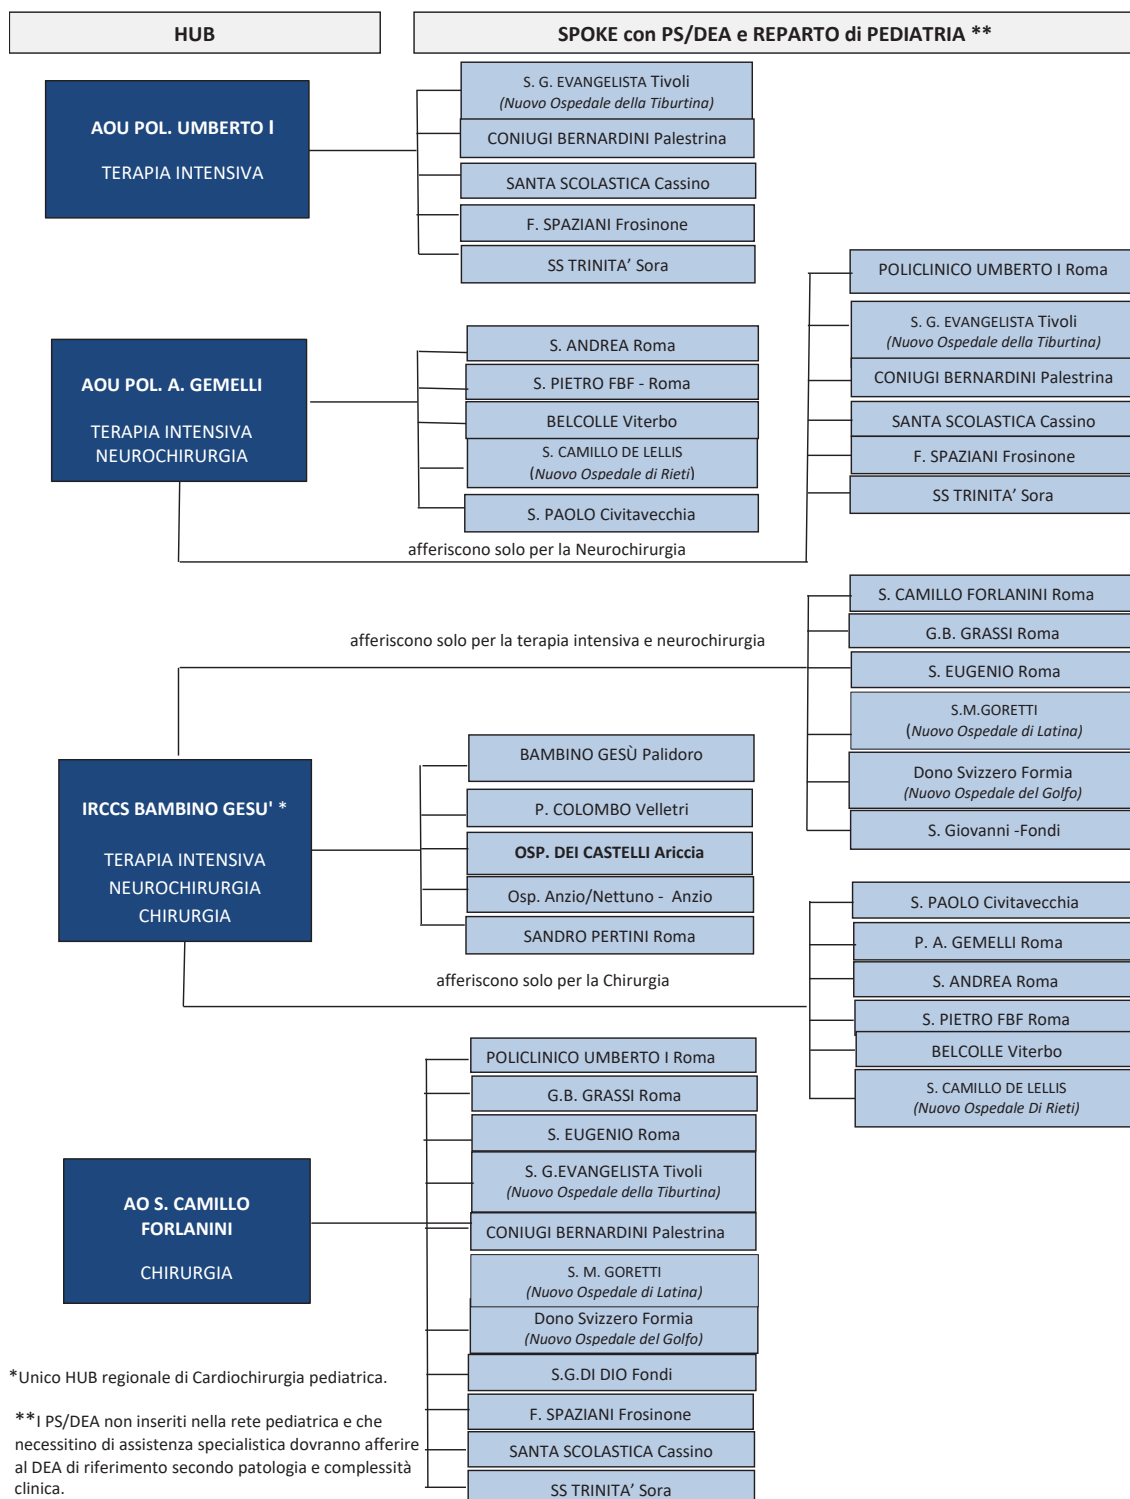 HUB
SPOKE con PS/DEA e REPARTO di PEDIATRIA **
AOU POL. UMBERTO I
TERAPIA INTENSIVA
S. G. EVANGELISTA Tivoli
(Nuovo Ospedale della Tiburtina)
CONIUGI BERNARDINI Palestrina
SANTA SCOLASTICA Cassino
F. SPAZIANI Frosinone
SS TRINITA’ Sora
AOU POL. A. GEMELLI
TERAPIA INTENSIVA
NEUROCHIRURGIA
S. ANDREA Roma
S. PIETRO FBF - Roma
BELCOLLE Viterbo
S. CAMILLO DE LELLIS
(Nuovo Ospedale di Rieti)
S. PAOLO Civitavecchia
POLICLINICO UMBERTO I Roma
S. G. EVANGELISTA Tivoli
(Nuovo Ospedale della Tiburtina)
CONIUGI BERNARDINI Palestrina
SANTA SCOLASTICA Cassino
F. SPAZIANI Frosinone
SS TRINITA’ Sora
afferiscono solo per la Neurochirurgia
afferiscono solo per la terapia intensiva e neurochirurgia
S. CAMILLO FORLANINI Roma
G.B. GRASSI Roma
S. EUGENIO Roma
S.M.GORETTI
(Nuovo Ospedale di Latina)
Dono Svizzero Formia
(Nuovo Ospedale del Golfo)
S. Giovanni -Fondi
IRCCS BAMBINO GESU' *
TERAPIA INTENSIVA
NEUROCHIRURGIA
CHIRURGIA
BAMBINO GESÙ Palidoro
P. COLOMBO Velletri
OSP. DEI CASTELLI Ariccia
Osp. Anzio/Nettuno - Anzio
SANDRO PERTINI Roma
afferiscono solo per la Chirurgia
S. PAOLO Civitavecchia
P. A. GEMELLI Roma
S. ANDREA Roma
S. PIETRO FBF Roma
BELCOLLE Viterbo
S. CAMILLO DE LELLIS
(Nuovo Ospedale Di Rieti)
AO S. CAMILLO
FORLANINI
CHIRURGIA
POLICLINICO UMBERTO I Roma
G.B. GRASSI Roma
S. EUGENIO Roma
S. G.EVANGELISTA Tivoli
(Nuovo Ospedale della Tiburtina)
CONIUGI BERNARDINI Palestrina
S. M. GORETTI
(Nuovo Ospedale di Latina)
Dono Svizzero Formia
(Nuovo Ospedale del Golfo)
S.G.DI DIO Fondi
F. SPAZIANI Frosinone
SANTA SCOLASTICA Cassino
SS TRINITA’ Sora
*Unico HUB regionale di Cardiochirurgia pediatrica.
**I PS/DEA non inseriti nella rete pediatrica e che
necessitino di assistenza specialistica dovranno afferire
al DEA di riferimento secondo patologia e complessità
clinica.